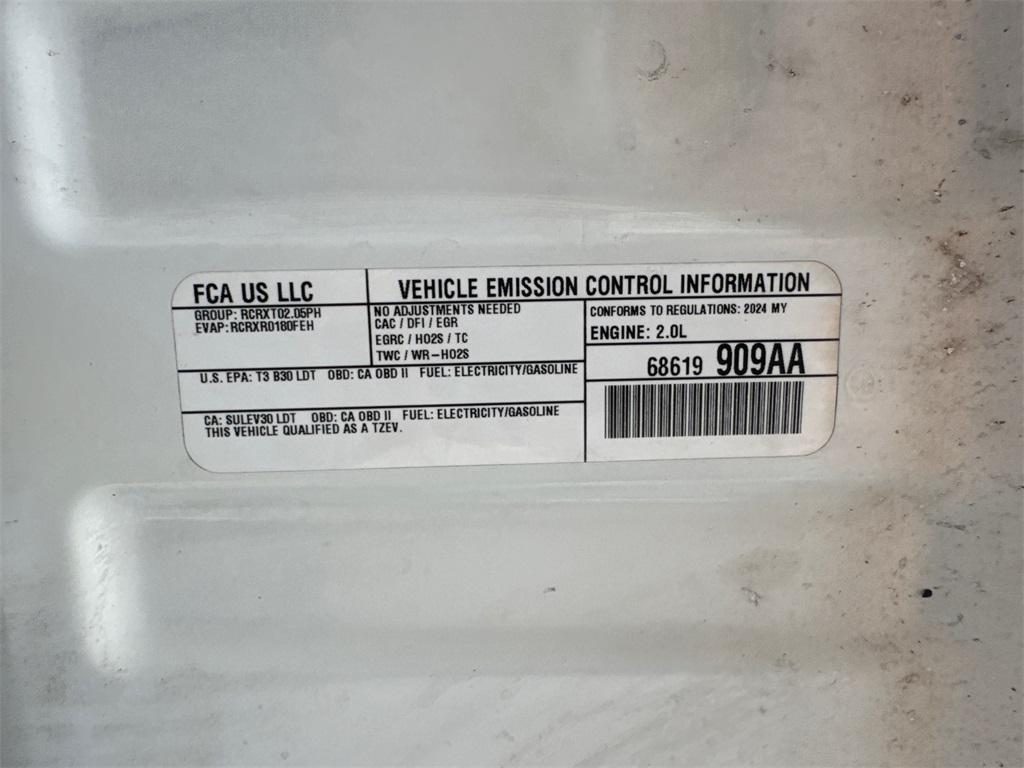 FCA US LLC
GROUP: RCRXT02.05PH
EVAP: RCRXR0180FEH
VEHICLE EMISSION CONTROL INFORMATION
NO ADJUSTMENTS NEEDED
CAC / DFI / EGR
EGRC / HO2S / TC
TWC / WR-HO2S
CONFORMS TO REGULATIONS: 2024 MY
ENGINE: 2.0L
68619 909AA
U.S. EPA: T3 B30 LDT OBD: CA OBD II FUEL: ELECTRICITY/GASOLINE
CA: SULEV30 LDT OBD: CA OBD II FUEL: ELECTRICITY/GASOLINE
THIS VEHICLE QUALIFIED AS A TZEV.